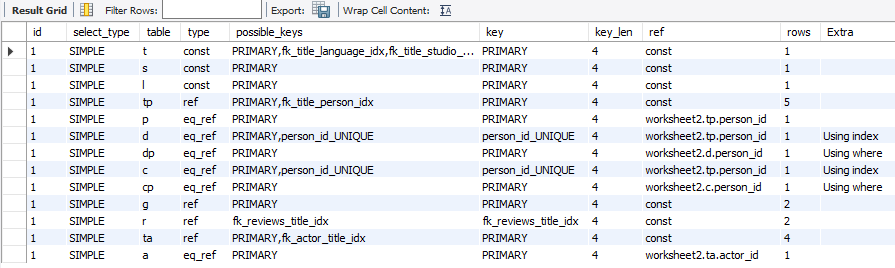 Result Grid Filter Rows: Export: Wrap Cell Content: IA
id select_type table type possible_keys key key_len ref rows Extra
1 SIMPLE t const PRIMARY,fk_title_language_idx,fk_title_studio_... PRIMARY 4 const 1
1 SIMPLE s const PRIMARY PRIMARY 4 const 1
1 SIMPLE l const PRIMARY PRIMARY 4 const 1
1 SIMPLE tp ref PRIMARY,fk_title_person_idx PRIMARY 4 const 5
1 SIMPLE p eq_ref PRIMARY PRIMARY 4 worksheet2.tp.person_id 1
1 SIMPLE d eq_ref PRIMARY,person_id_UNIQUE person_id_UNIQUE 4 worksheet2.tp.person_id 1 Using index
1 SIMPLE dp eq_ref PRIMARY PRIMARY 4 worksheet2.d.person_id 1 Using where
1 SIMPLE c eq_ref PRIMARY,person_id_UNIQUE person_id_UNIQUE 4 worksheet2.tp.person_id 1 Using index
1 SIMPLE cp eq_ref PRIMARY PRIMARY 4 worksheet2.c.person_id 1 Using where
1 SIMPLE g ref PRIMARY PRIMARY 4 const 2
1 SIMPLE r ref fk_reviews_title_idx fk_reviews_title_idx 4 const 2
1 SIMPLE ta ref PRIMARY,fk_actor_title_idx PRIMARY 4 const 4
1 SIMPLE a eq_ref PRIMARY PRIMARY 4 worksheet2.ta.actor_id 1